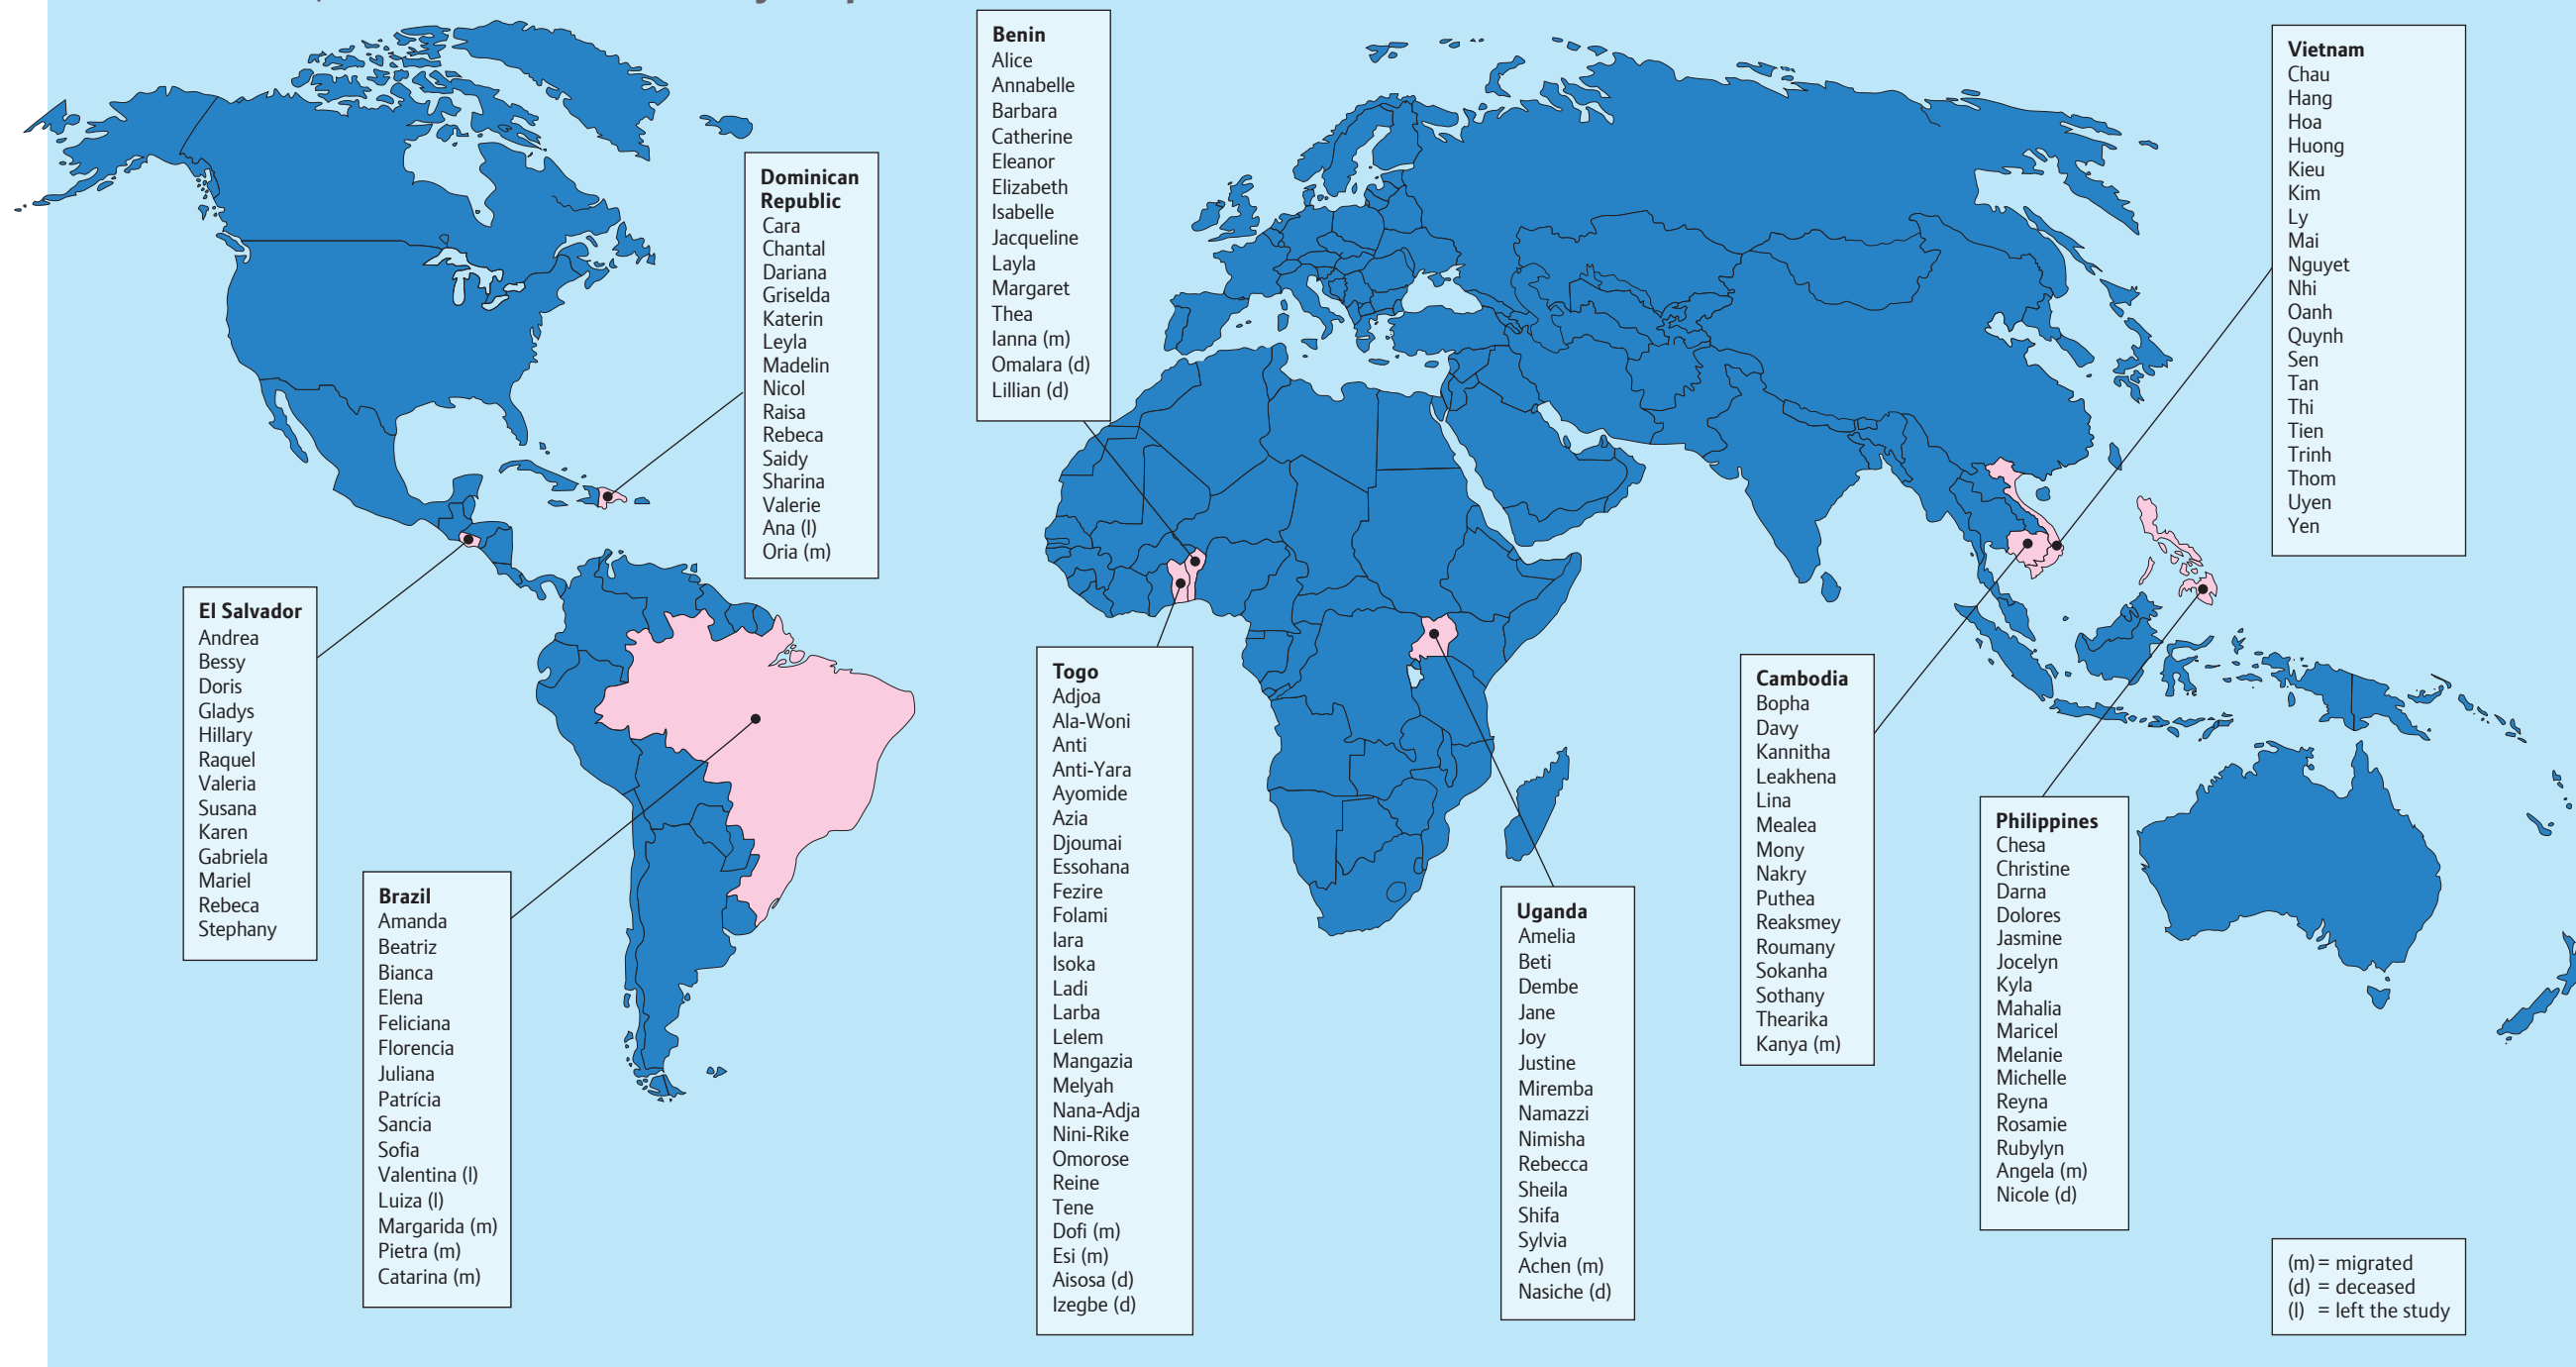 Benin
Alice
Annabelle
Barbara
Catherine
Eleanor
Elizabeth
Isabelle
Jacqueline
Layla
Margaret
Thea
Ianna (m)
Omalara (d)
Lillian (d)
Vietnam
Chau
Hang
Hoa
Huong
Kieu
Kim
Ly
Mai
Nguyet
Nhi
Oanh
Quynh
Sen
Tan
Thi
Tien
Trinh
Thom
Uyen
Yen
Dominican
Republic
Cara
Chantal
Dariana
Griselda
Katerin
Leyla
Madelin
Nicol
Raisa
Rebeca
Saidy
Sharina
Valerie
Ana (l)
Oria (m)
El Salvador
Andrea
Bessy
Doris
Gladys
Hillary
Raquel
Valeria
Susana
Karen
Gabriela
Mariel
Rebeca
Stephany
Brazil
Amanda
Beatriz
Bianca
Elena
Feliciana
Florencia
Juliana
Patrícia
Sancia
Sofia
Valentina (l)
Luiza (l)
Margarida (m)
Pietra (m)
Catarina (m)
Togo
Adjoa
Ala-Woni
Anti
Anti-Yara
Ayomide
Azia
Djoumai
Essohana
Fezire
Folami
Iara
Isoka
Ladi
Larba
Lelem
Mangazia
Melyah
Nana-Adja
Nini-Rike
Omorose
Reine
Tene
Dofi (m)
Esi (m)
Aisosa (d)
Izegbe (d)
Uganda
Amelia
Beti
Dembe
Jane
Joy
Justine
Miremba
Namazzi
Nimisha
Rebecca
Sheila
Shifa
Sylvia
Achen (m)
Nasiche (d)
Cambodia
Bopha
Davy
Kannitha
Leakhena
Lina
Mealea
Mony
Nakry
Puthea
Reaksmey
Roumany
Sokanha
Sothany
Thearika
Kanya (m)
Philippines
Chesa
Christine
Darna
Dolores
Jasmine
Jocelyn
Kyla
Mahalia
Maricel
Melanie
Michelle
Reyna
Rosamie
Rubylyn
Angela (m)
Nicole (d)
(m) = migrated
(d) = deceased
(l) = left the study